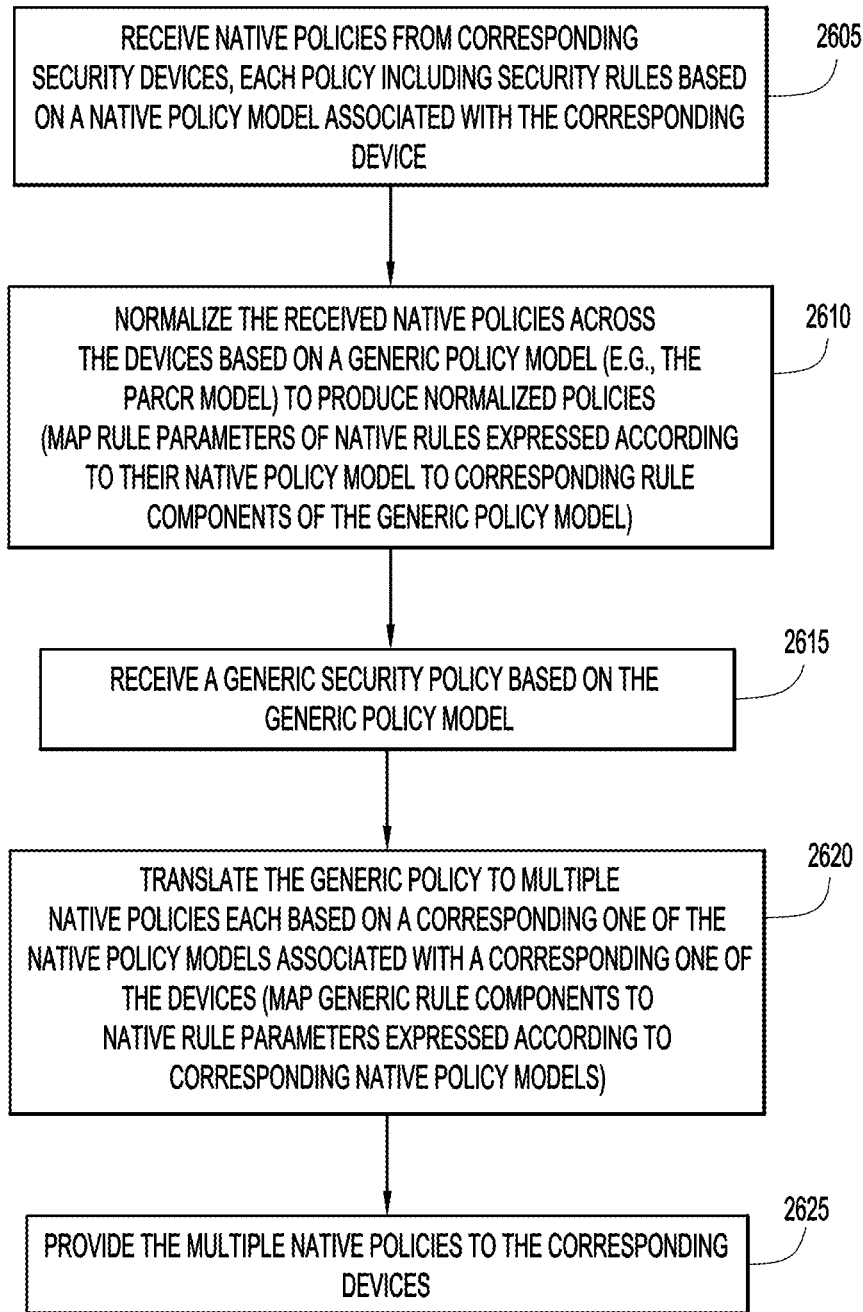 RECEIVE NATIVE POLICIES FROM CORRESPONDING
SECURITY DEVICES, EACH POLICY INCLUDING SECURITY RULES BASED
ON A NATIVE POLICY MODEL ASSOCIATED WITH THE CORRESPONDING
DEVICE
2605
NORMALIZE THE RECEIVED NATIVE POLICIES ACROSS
THE DEVICES BASED ON A GENERIC POLICY MODEL (E.G., THE
PARCR MODEL) TO PRODUCE NORMALIZED POLICIES
(MAP RULE PARAMETERS OF NATIVE RULES EXPRESSED ACCORDING
TO THEIR NATIVE POLICY MODEL TO CORRESPONDING RULE
COMPONENTS OF THE GENERIC POLICY MODEL)
2610
RECEIVE A GENERIC SECURITY POLICY BASED ON THE
GENERIC POLICY MODEL
2615
TRANSLATE THE GENERIC POLICY TO MULTIPLE
NATIVE POLICIES EACH BASED ON A CORRESPONDING ONE OF THE
NATIVE POLICY MODELS ASSOCIATED WITH A CORRESPONDING ONE OF
THE DEVICES (MAP GENERIC RULE COMPONENTS TO
NATIVE RULE PARAMETERS EXPRESSED ACCORDING TO
CORRESPONDING NATIVE POLICY MODELS)
2620
PROVIDE THE MULTIPLE NATIVE POLICIES TO THE CORRESPONDING
DEVICES
2625